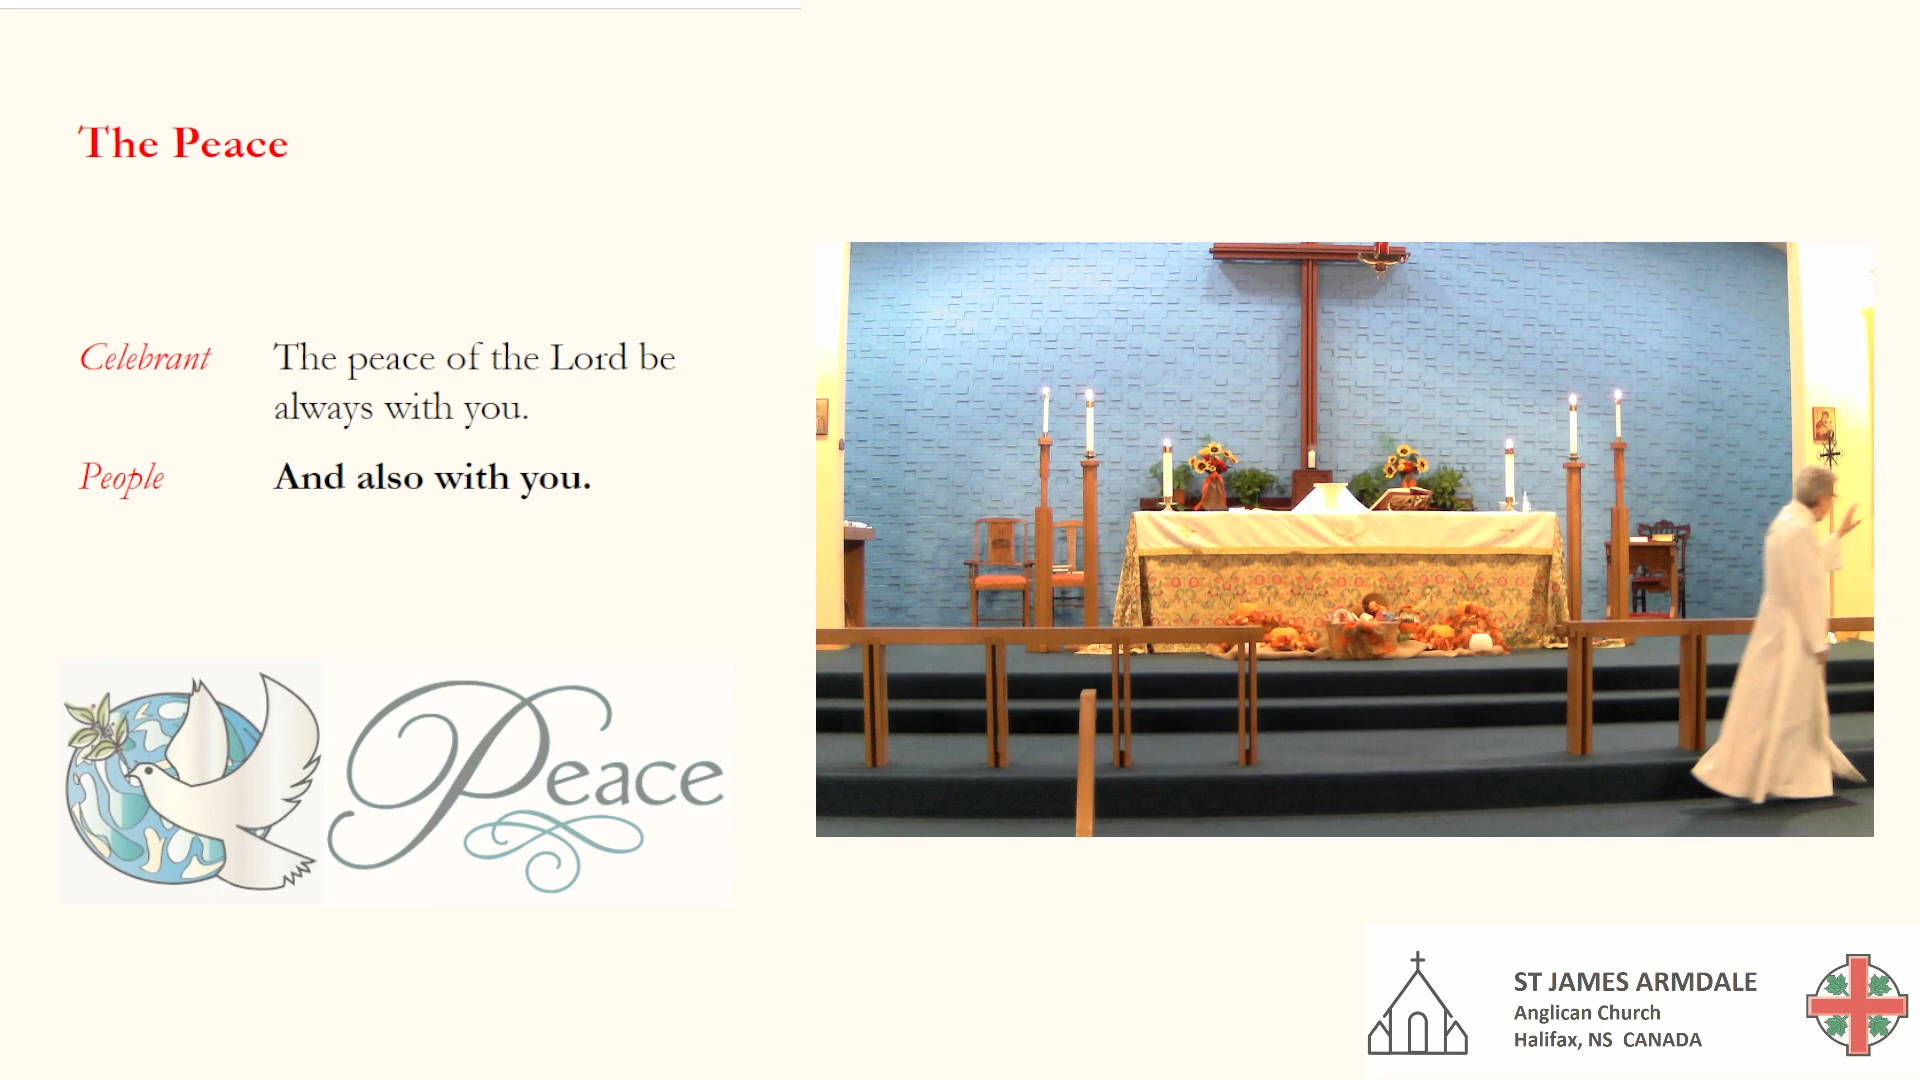 The Peace
Celebrant The peace of the Lord be
always with you.
People And also with you.
Peace
ST JAMES ARMDALE
Anglican Church
Halifax, NS CANADA